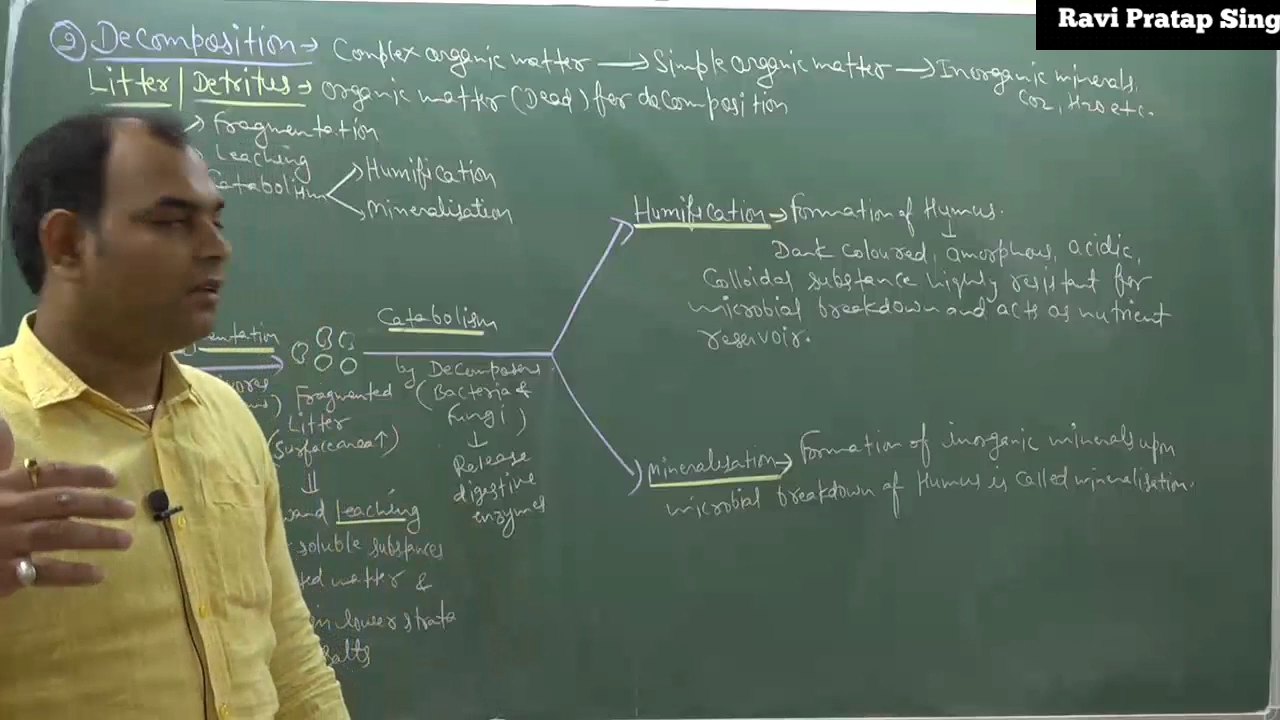 Ravi Pratap Sing
2) Decomposition → Complex organic matter → Simple organic matter → Inorganic minerals,
CO2, H2O etc.
Litter | Detritus → organic matter (Dead) for decomposition
→ Fragmentation
→ Leaching
Catabolism → Humification
→ Mineralisation
Humification → Formation of Humus.
↓
Dark coloured, amorphous, acidic,
Colloidal substance highly resistant for
microbial breakdown and acts as nutrient
reservoir.
entation
Catabolism
by Decomposers
(Bacteria &
Fungi)
↓
Release
digestive
enzymes
Fragmented
Litter
(Surface area ↑)
⇓
and Leaching
soluble substances
matter &
in lower strata
Salts
Mineralisation → Formation of inorganic minerals upon
microbial breakdown of Humus is called mineralisation.